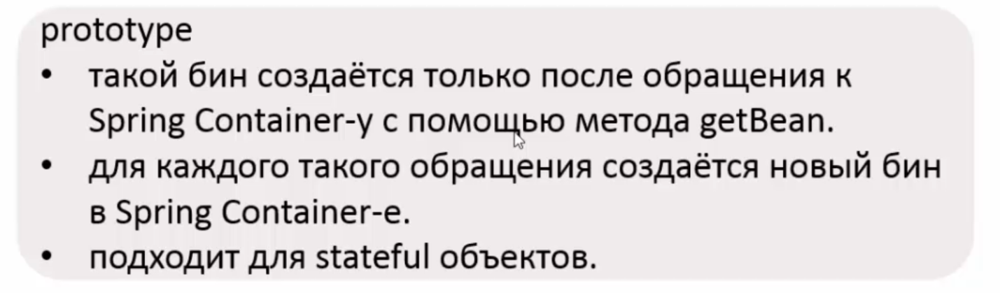 prototype
• такой бин создаётся только после обращения к
Spring Container-у с помощью метода getBean.
• для каждого такого обращения создаётся новый бин
в Spring Container-е.
• подходит для stateful объектов.